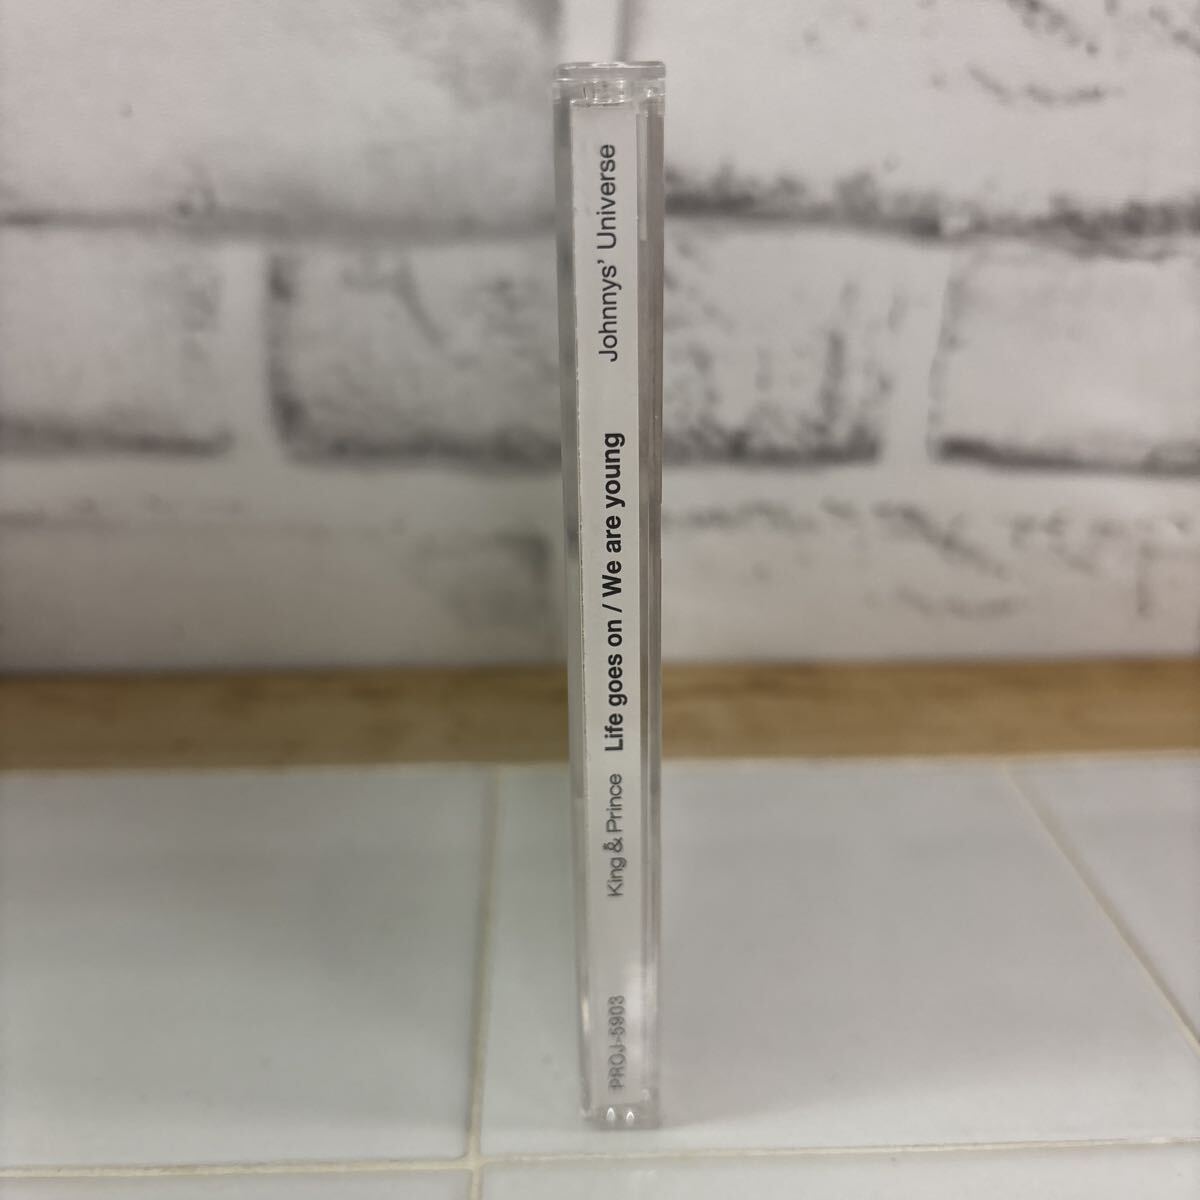 PROJ-5903 King & Prince Life goes on / We are young Johnnys' Universe